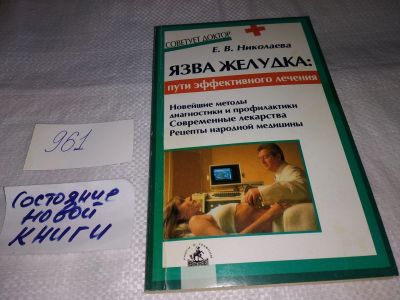 СОВЕТУЕТ ДОКТОР
Е. В. Николаева
ЯЗВА ЖЕЛУДКА:
пути эффективного лечения
Новейшие методы
диагностики и профилактики
Современные лекарства
Рецепты народной медицины
961
Состояние
новой
книги